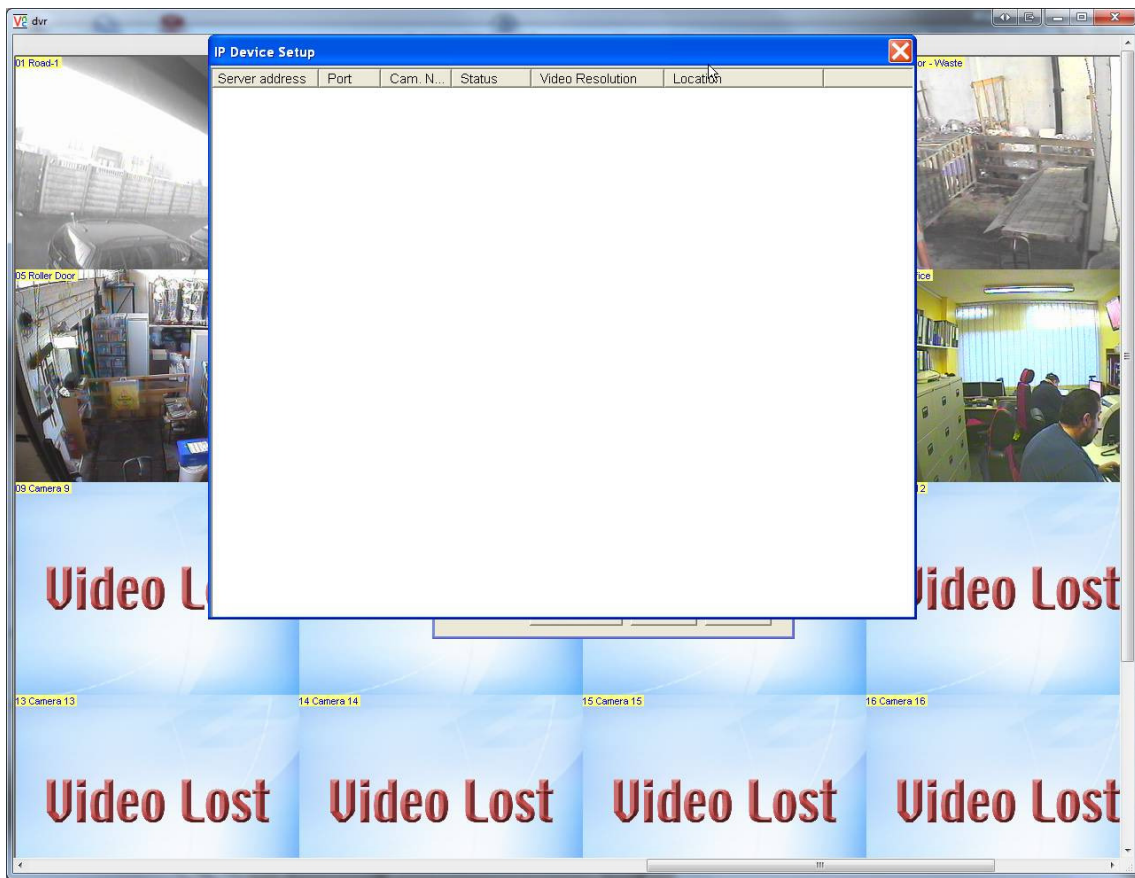 V2 dvr
IP Device Setup
Server address Port Cam. N... Status Video Resolution Location
01 Road-1
or - Waste
05 Roller Door
fice
09 Camera 9
12
Video L
Video Lost
13 Camera 13
14 Camera 14
15 Camera 15
16 Camera 16
Video Lost
Video Lost
Video Lost
Video Lost